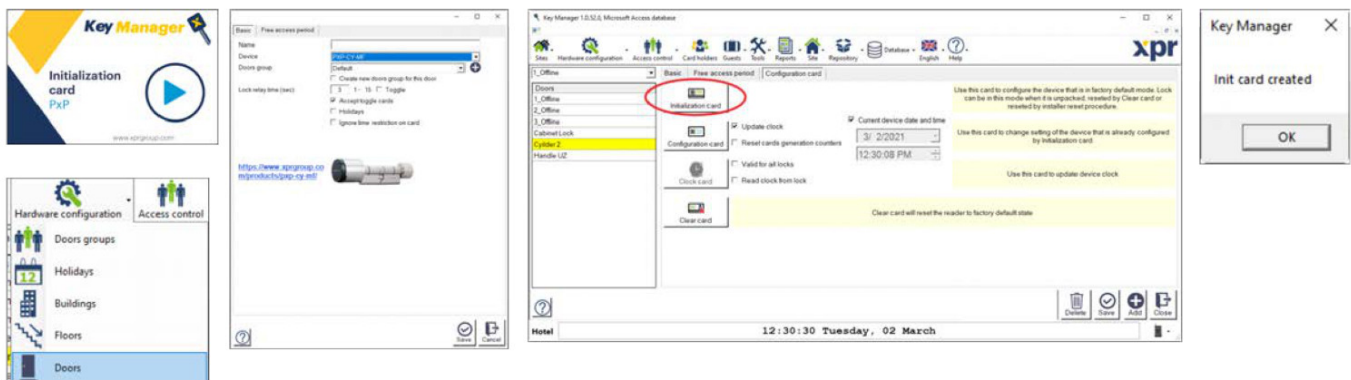 Key Manager
Initialization
card
PxP
www.xprgroup.com
Hardware configuration
Access control
Doors groups
12
Holidays
Buildings
Floors
Doors
Basic
Free access period
Name
Device
PXP-CY-MF
Doors group
Default
Create new doors group for this door
Lock relay time (sec)
3
1 - 15
Toggle
Accept toggle cards
Holidays
Ignore time restriction on card
https://www.xprgroup.co
m/products/pxp-cy-mf/
Save
Cancel
Key Manager 1.0.52.0, Microsoft Access database
Sites
Hardware configuration
Access control
Card holders
Guests
Tools
Reports
Site
Repository
Database
English
Help
xpr
1_Offline
Basic
Free access period
Configuration card
Doors
1_Offline
2_Offline
3_Offline
Cabinet Lock
Cylider 2
Handle UZ
Initialization card
Use this card to configure the device that is in factory default mode. Lock
can be in this mode when it is unpacked, reseted by Clear card or
reseted by installer reset procedure.
Configuration card
Update clock
Reset cards generation counters
Current device date and time
3/ 2/2021
12:30:08 PM
Use this card to change setting of the device that is already configured
by Initialization card
Clock card
Valid for all locks
Read clock from lock
Use this card to update device clock
Clear card
Clear card will reset the reader to factory default state
Delete
Save
Add
Close
Hotel
12:30:30 Tuesday, 02 March
Key Manager
Init card created
OK